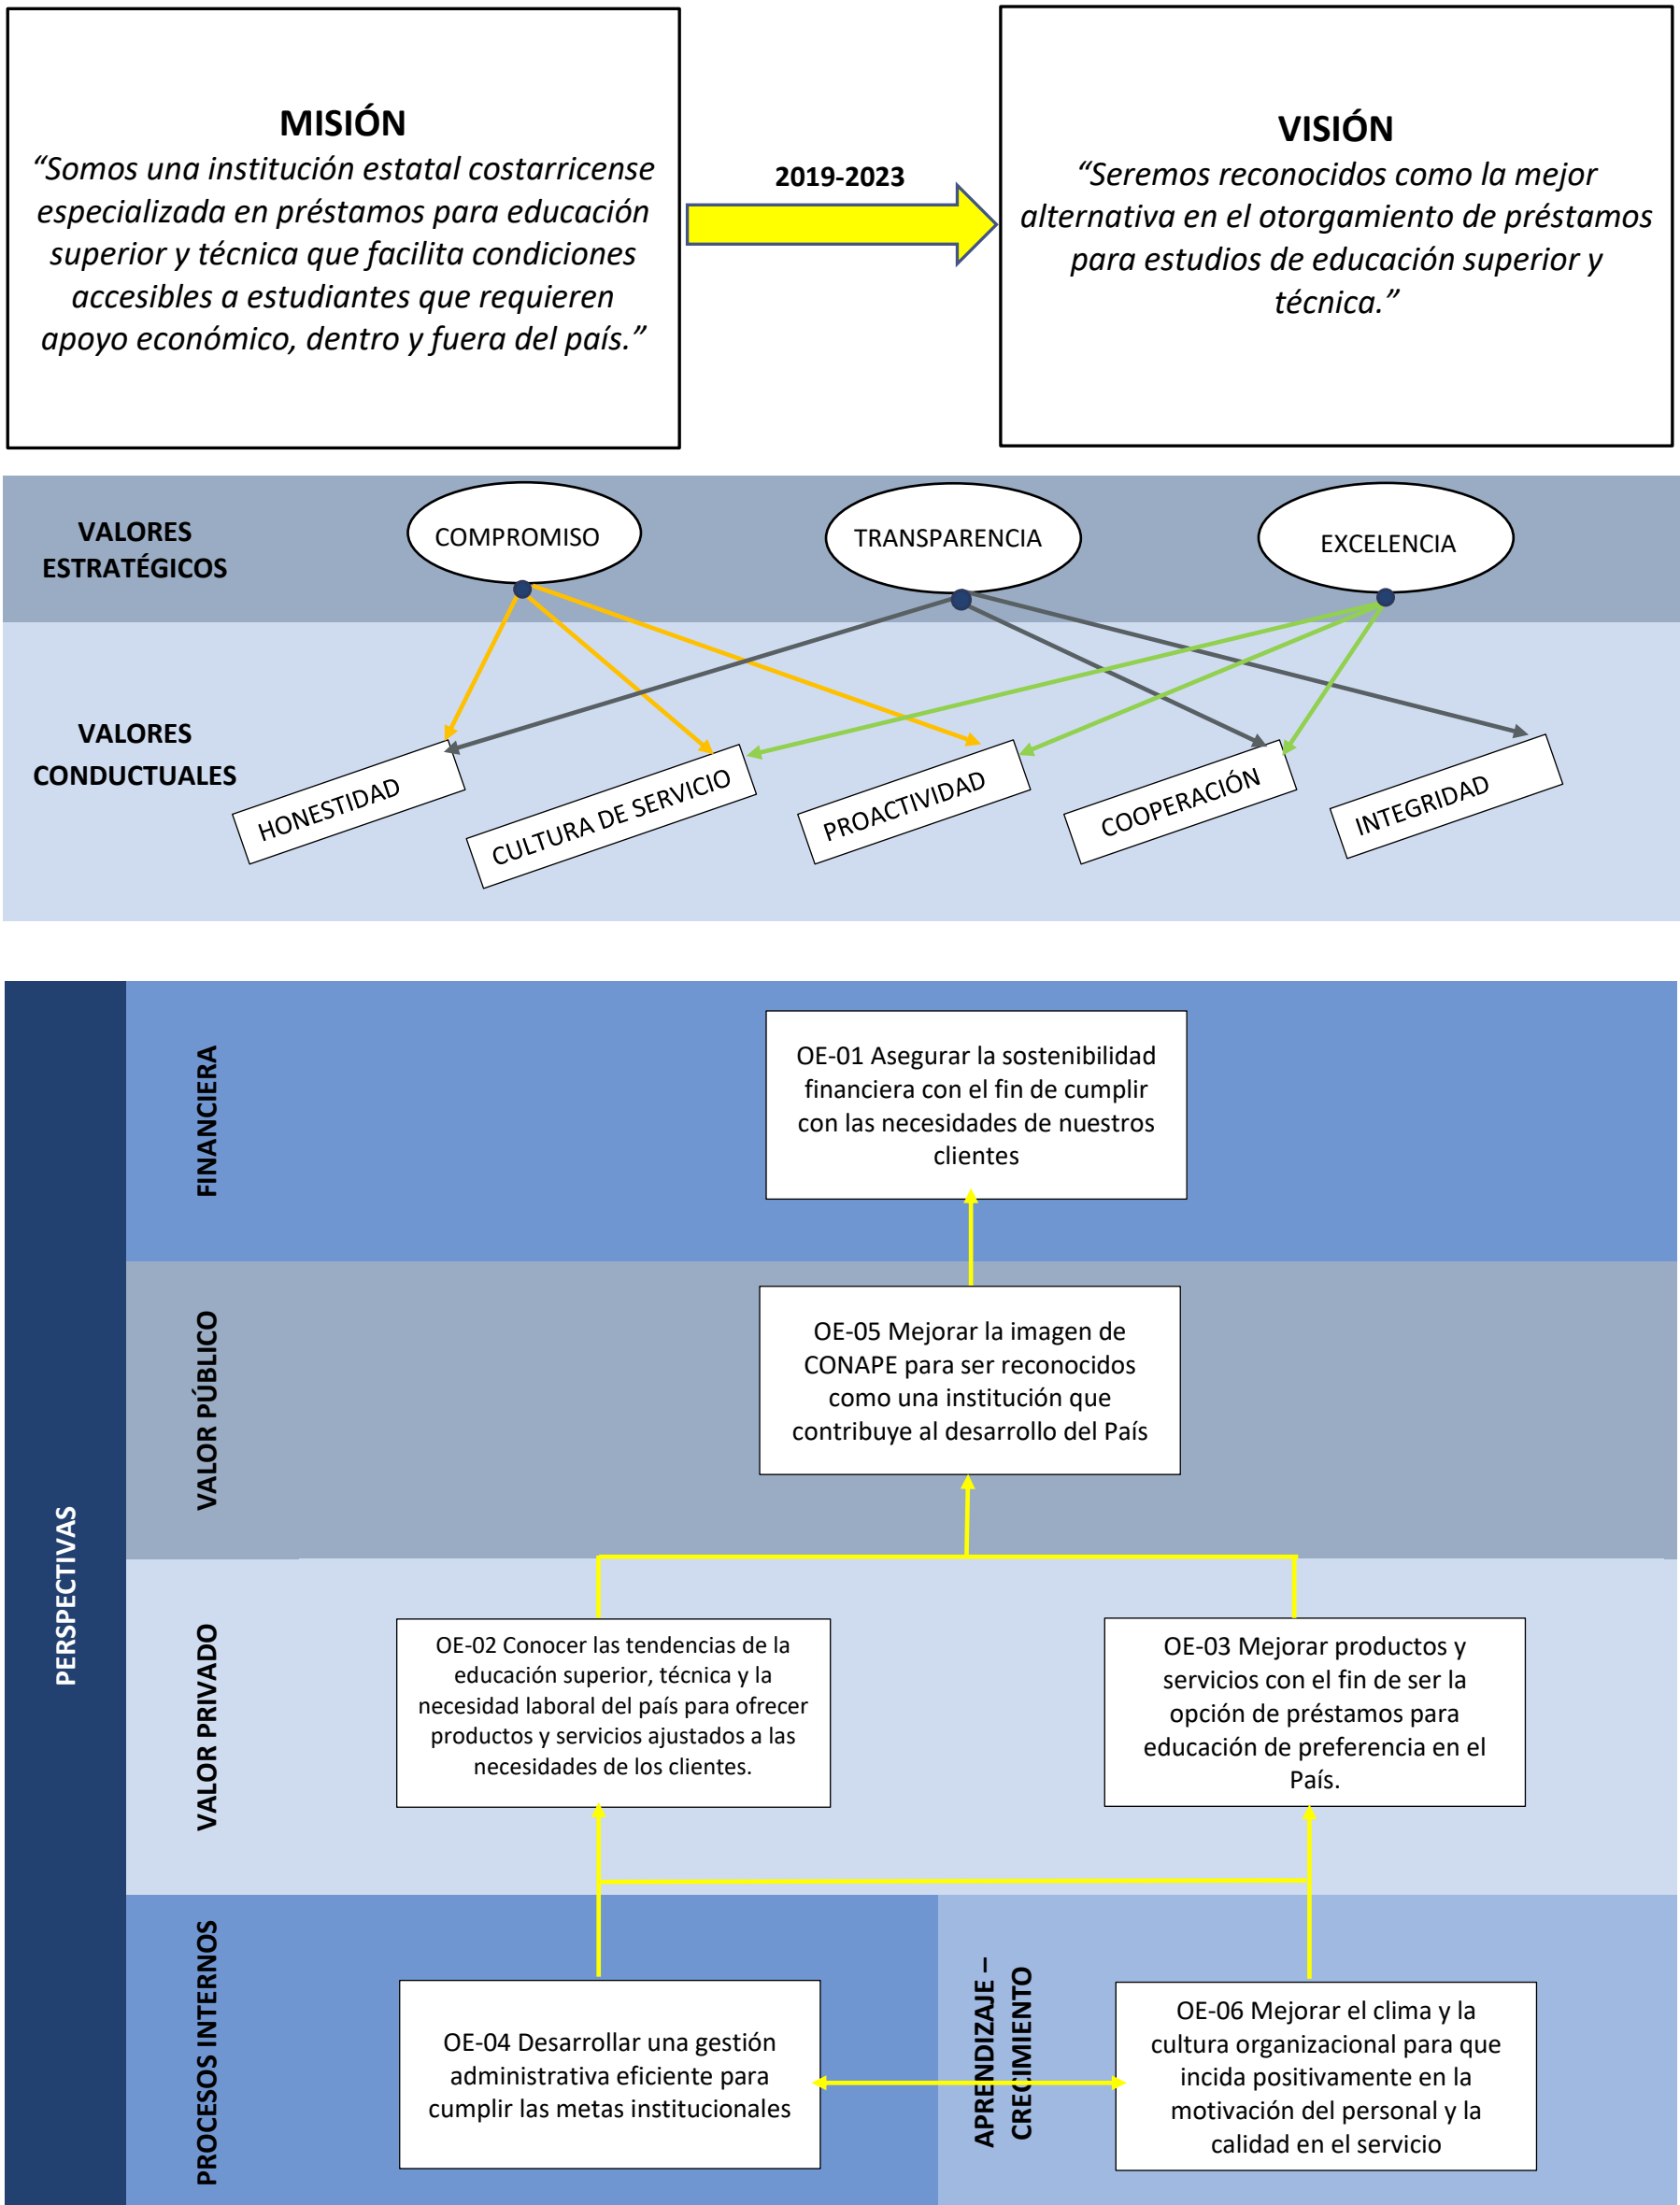 MISIÓN
“Somos una institución estatal costarricense
especializada en préstamos para educación
superior y técnica que facilita condiciones
accesibles a estudiantes que requieren
apoyo económico, dentro y fuera del país.”
2019-2023
VISIÓN
“Seremos reconocidos como la mejor
alternativa en el otorgamiento de préstamos
para estudios de educación superior y
técnica.”
VALORES
ESTRATÉGICOS
COMPROMISO
TRANSPARENCIA
EXCELENCIA
VALORES
CONDUCTUALES
HONESTIDAD
CULTURA DE SERVICIO
PROACTIVIDAD
COOPERACIÓN
INTEGRIDAD
PERSPECTIVAS
FINANCIERA
OE-01 Asegurar la sostenibilidad
financiera con el fin de cumplir
con las necesidades de nuestros
clientes
VALOR PÚBLICO
OE-05 Mejorar la imagen de
CONAPE para ser reconocidos
como una institución que
contribuye al desarrollo del País
VALOR PRIVADO
OE-02 Conocer las tendencias de la
educación superior, técnica y la
necesidad laboral del país para ofrecer
productos y servicios ajustados a las
necesidades de los clientes.
OE-03 Mejorar productos y
servicios con el fin de ser la
opción de préstamos para
educación de preferencia en el
País.
PROCESOS INTERNOS
OE-04 Desarrollar una gestión
administrativa eficiente para
cumplir las metas institucionales
APRENDIZAJE –
CRECIMIENTO
OE-06 Mejorar el clima y la
cultura organizacional para que
incida positivamente en la
motivación del personal y la
calidad en el servicio